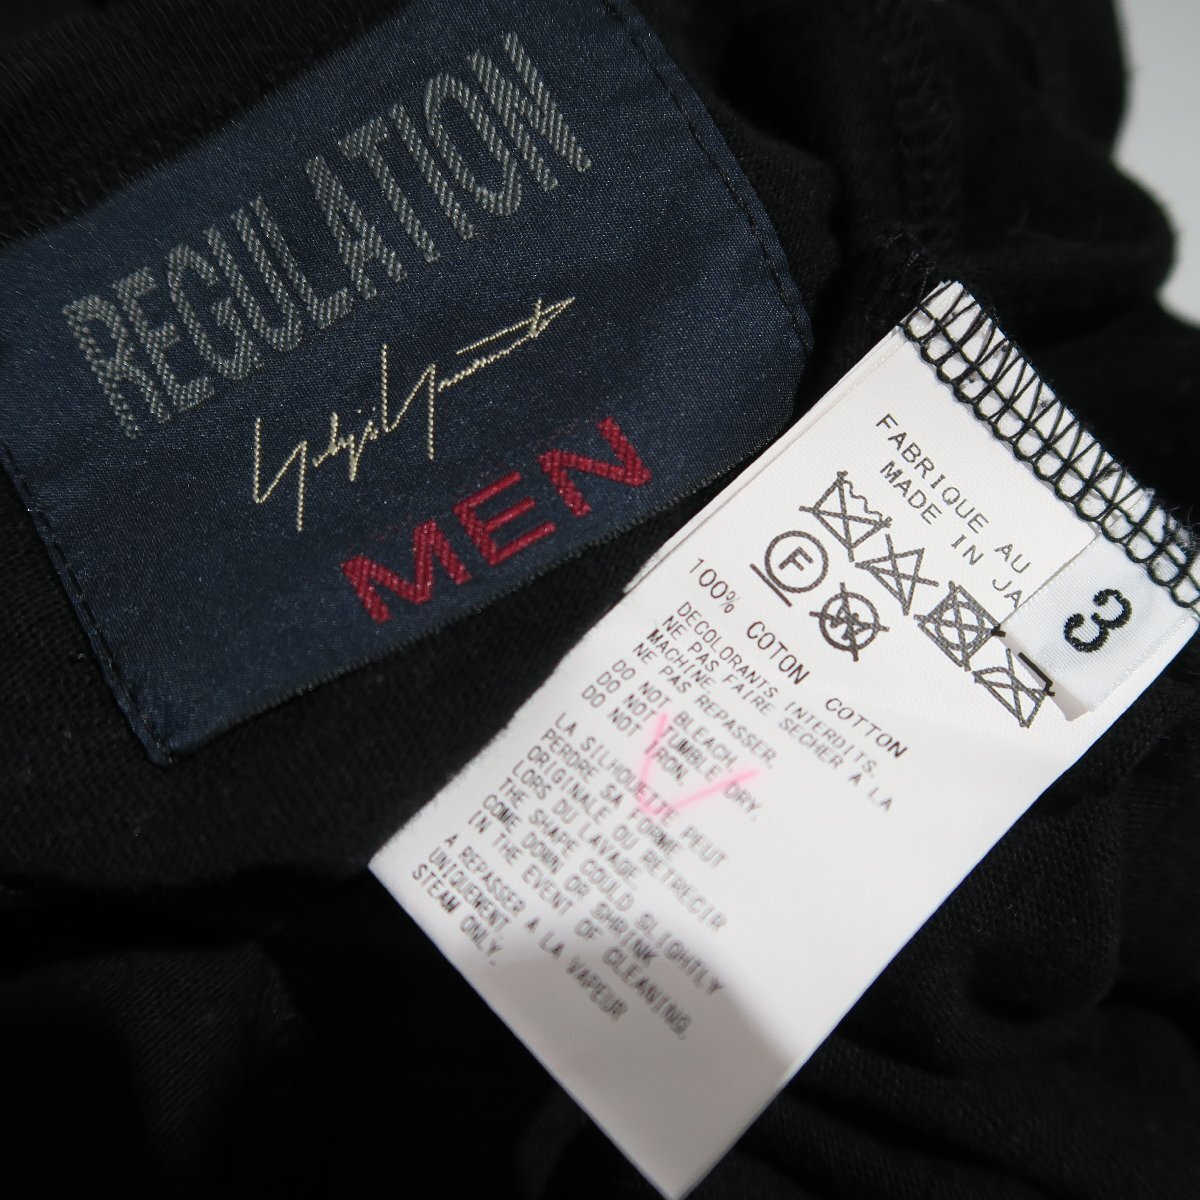 REGULATION
Yohji Yamamoto
MEN
3
FABRIQUE AU
MADE IN JA
F
W
100% COTON COTTON
DECOLORANTS INTERDITS.
NE PAS FAIRE SECHER A LA
MACHINE.
NE PAS REPASSER.
DO NOT BLEACH.
DO NOT TUMBLE DRY.
DO NOT IRON.
LA SILHOUETTE PEUT
PERDRE SA FORME
ORIGINALE OU RETRECIR
LORS DU LAVAGE.
THE SHAPE COULD SLIGHTLY
COME DOWN OR SHRINK
IN THE EVENT OF CLEANING.
A REPASSER A LA VAPEUR
UNIQUEMENT.
STEAM ONLY.